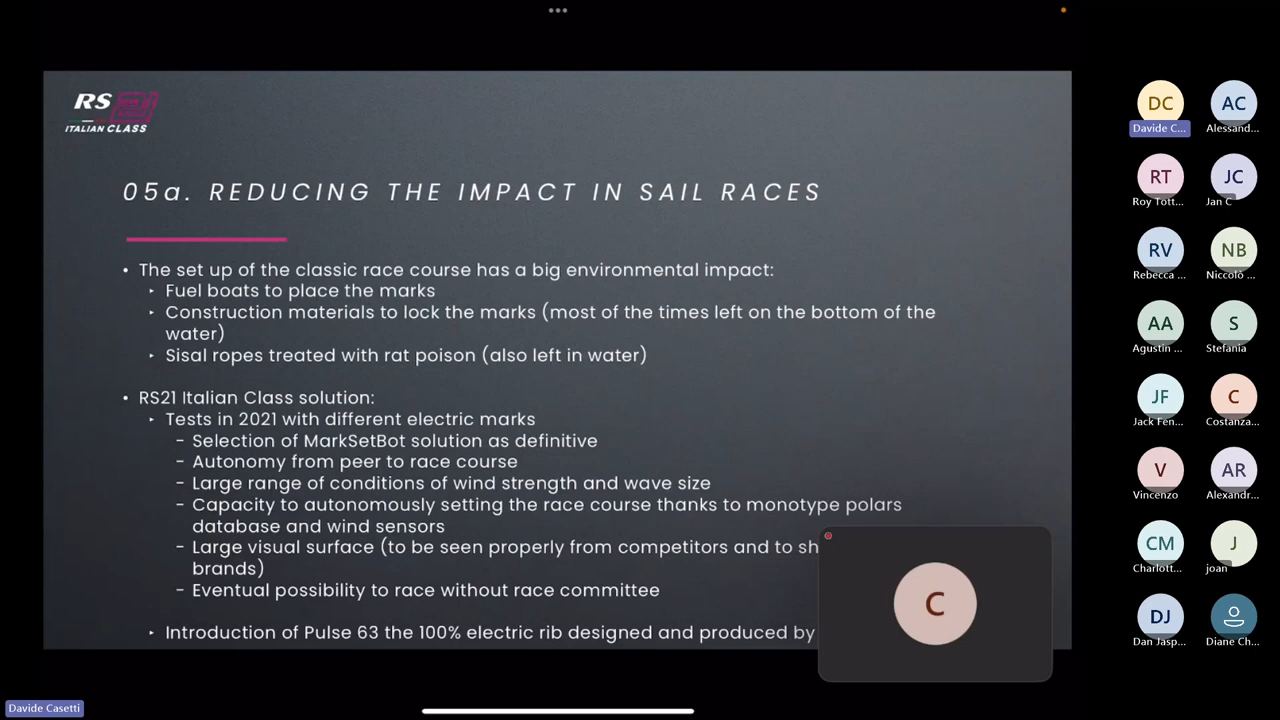 RS 21
ITALIAN CLASS
05a. REDUCING THE IMPACT IN SAIL RACES
• The set up of the classic race course has a big environmental impact:
‣ Fuel boats to place the marks
‣ Construction materials to lock the marks (most of the times left on the bottom of the
water)
‣ Sisal ropes treated with rat poison (also left in water)
• RS21 Italian Class solution:
‣ Tests in 2021 with different electric marks
- Selection of MarkSetBot solution as definitive
- Autonomy from peer to race course
- Large range of conditions of wind strength and wave size
- Capacity to autonomously setting the race course thanks to monotype polars
database and wind sensors
- Large visual surface (to be seen properly from competitors and to sh
brands)
- Eventual possibility to race without race committee
‣ Introduction of Pulse 63 the 100% electric rib designed and produced by
C
Davide Casetti
DC
Davide C...
AC
Alessand...
RT
Roy Tott...
JC
Jan C
RV
Rebecca ...
NB
Niccolò ...
AA
Agustin ...
S
Stefania
JF
Jack Fen...
C
Costanza...
V
Vincenzo
AR
Alexandr...
CM
Charlott...
J
joan
DJ
Dan Jasp...
Diane Ch...